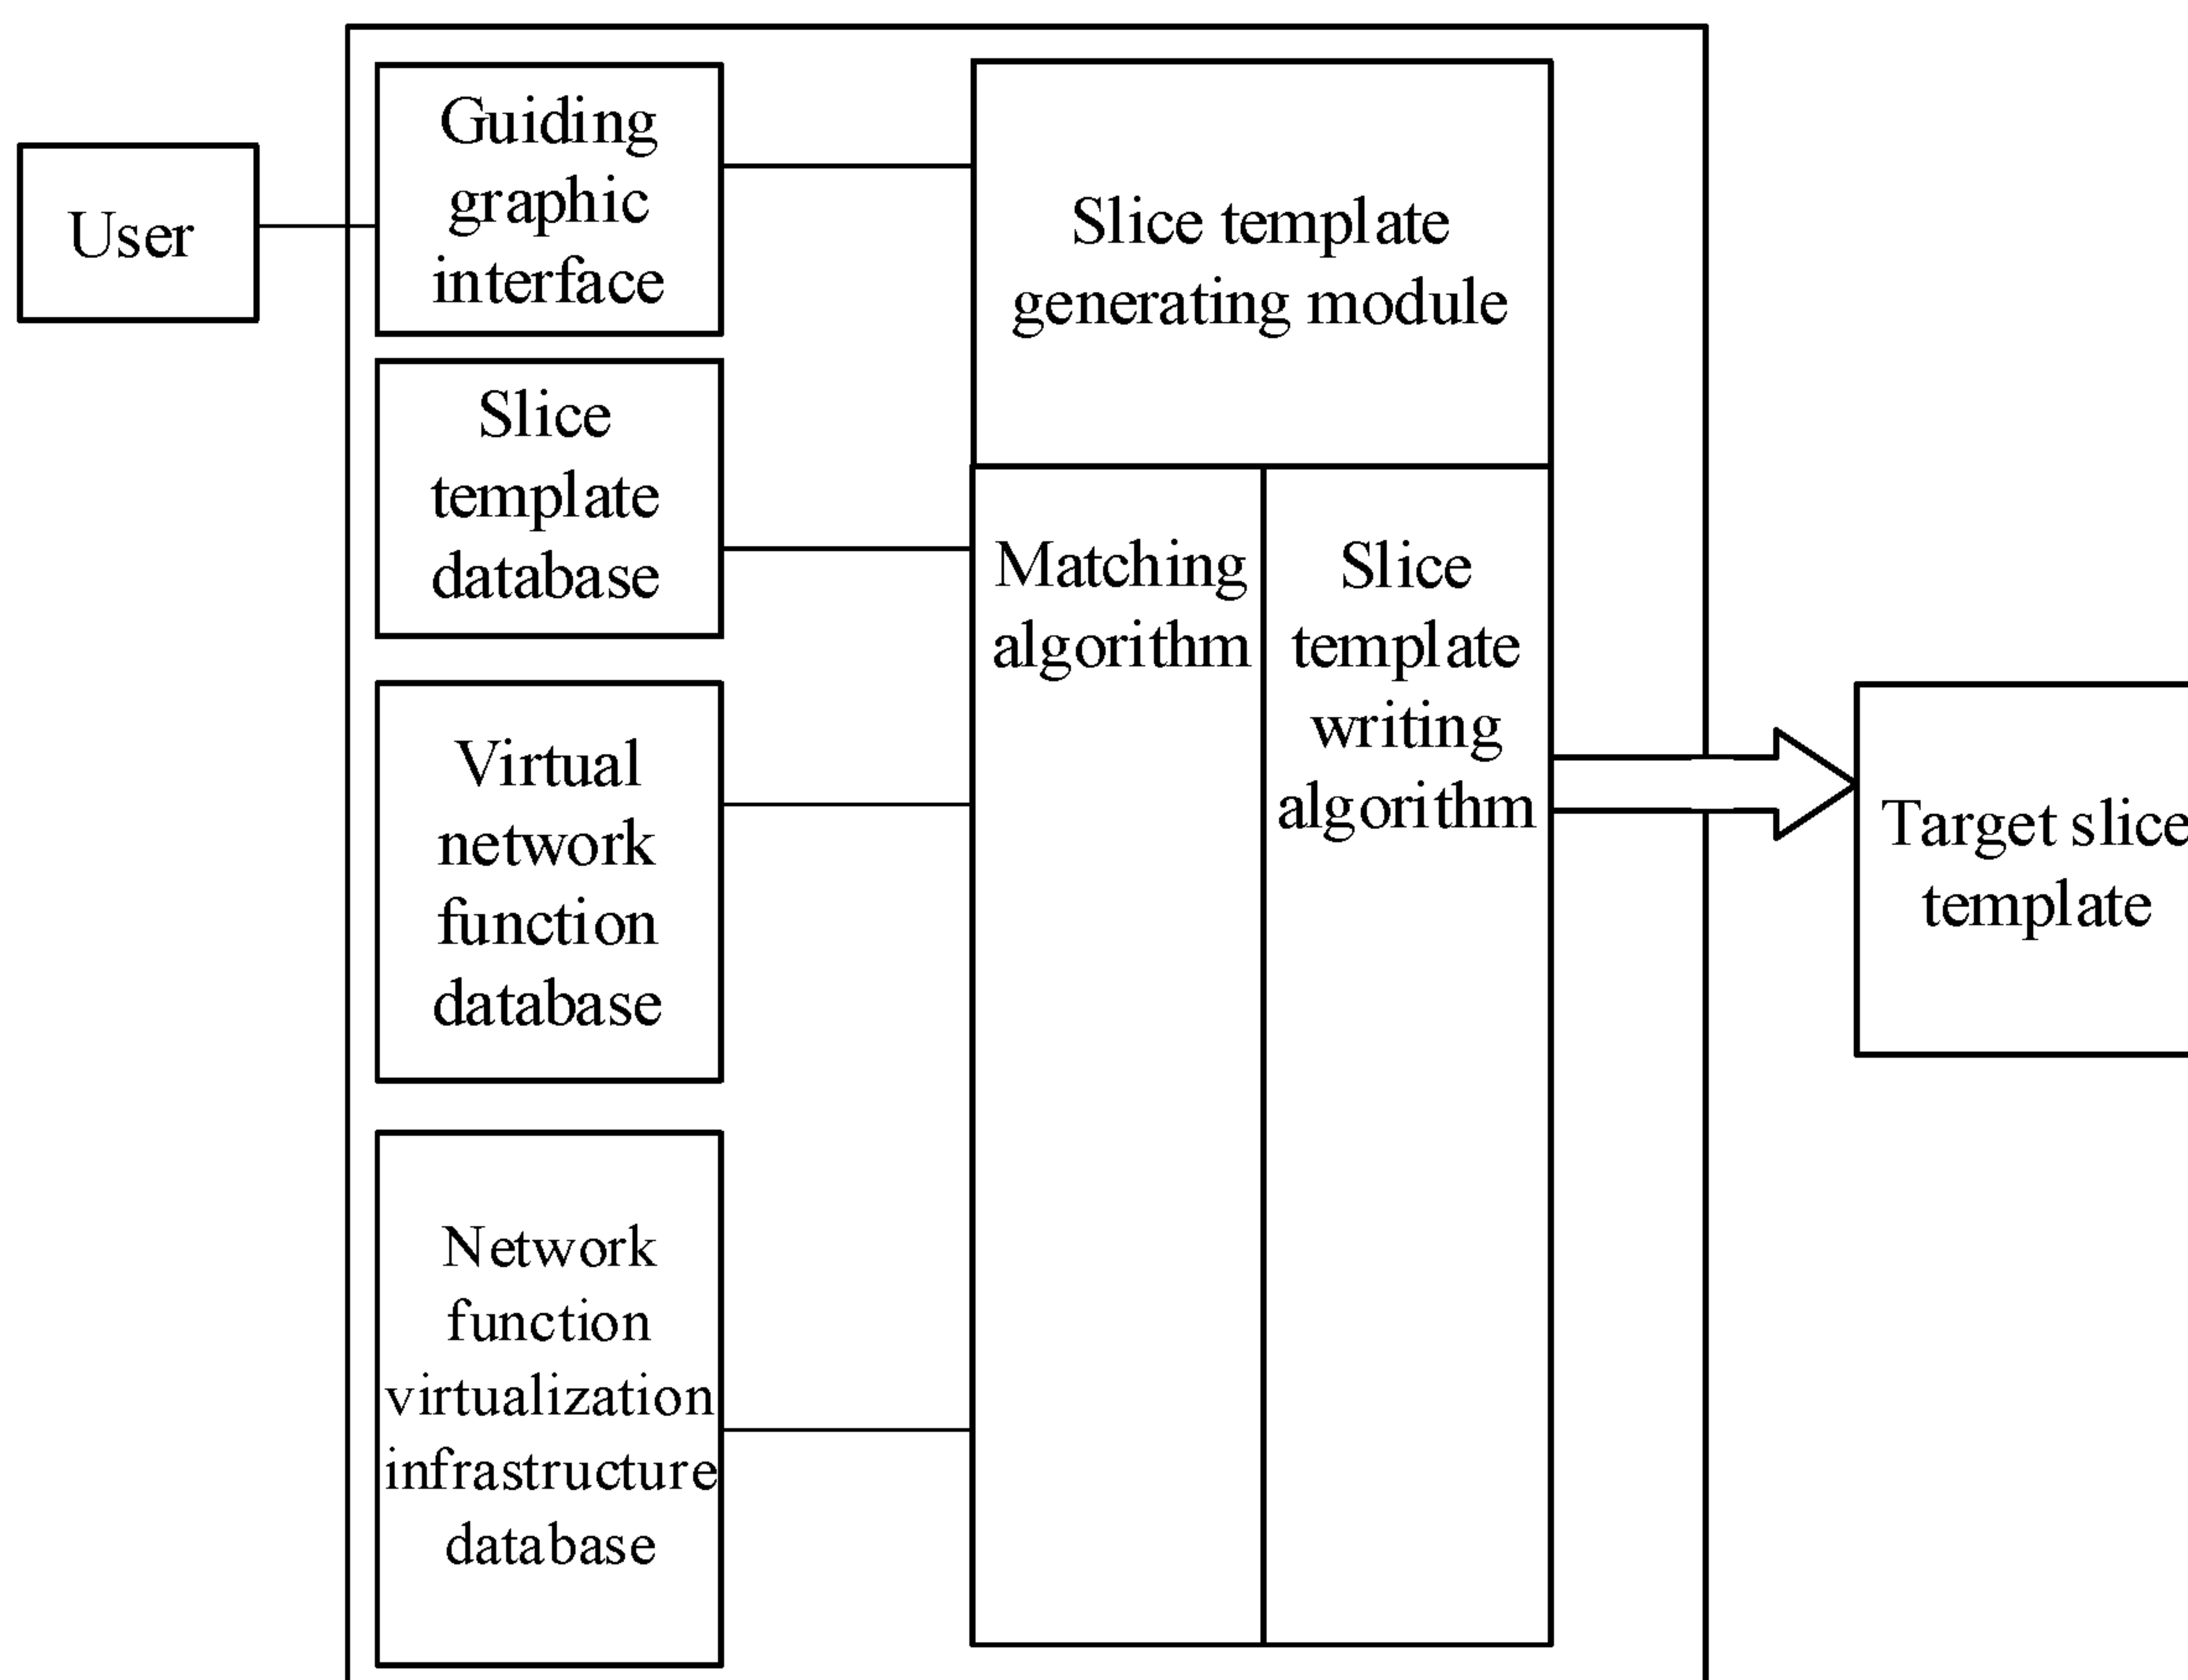 User
Guiding
graphic
interface
Slice template
generating module
Slice
template
database
Matching
algorithm
Slice
template
writing
algorithm
Virtual
network
function
database
Target slice
template
Network
function
virtualization
infrastructure
database